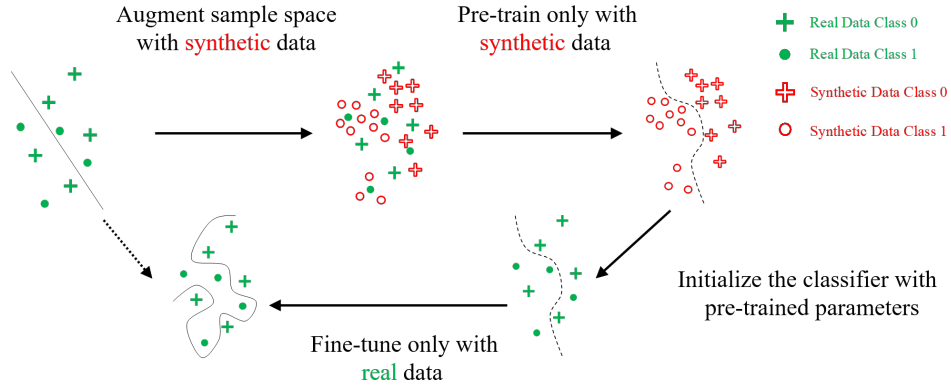 Augment sample space
with synthetic data
Pre-train only with
synthetic data
Real Data Class 0
Real Data Class 1
Synthetic Data Class 0
Synthetic Data Class 1
Initialize the classifier with
pre-trained parameters
Fine-tune only with
real data